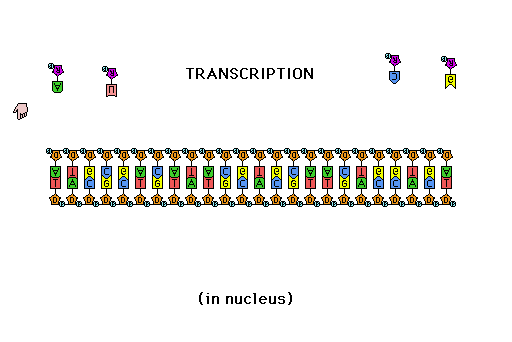 A U TRANSCRIPTION C G
A T G C G A C A T A C G T G C A A C T G G T G A
T A C G C T G T A T G C A C G T T G A C C A C T
(in nucleus)